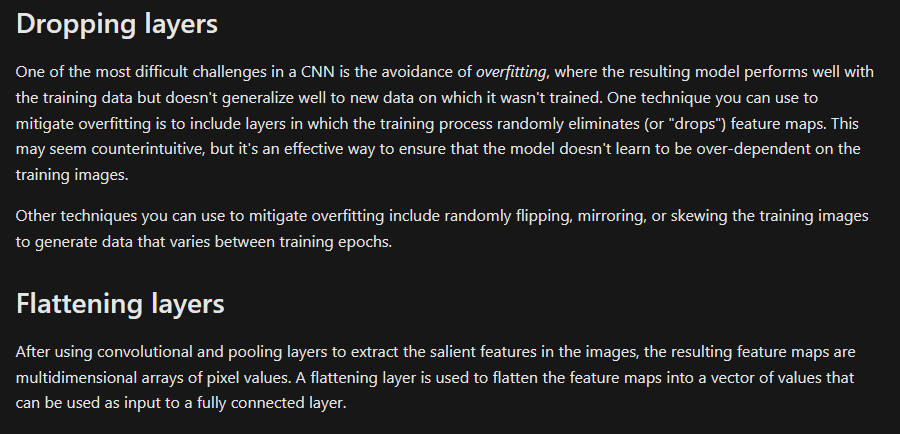 Dropping layers
One of the most difficult challenges in a CNN is the avoidance of overfitting, where the resulting model performs well with
the training data but doesn't generalize well to new data on which it wasn't trained. One technique you can use to
mitigate overfitting is to include layers in which the training process randomly eliminates (or "drops") feature maps. This
may seem counterintuitive, but it's an effective way to ensure that the model doesn't learn to be over-dependent on the
training images.
Other techniques you can use to mitigate overfitting include randomly flipping, mirroring, or skewing the training images
to generate data that varies between training epochs.
Flattening layers
After using convolutional and pooling layers to extract the salient features in the images, the resulting feature maps are
multidimensional arrays of pixel values. A flattening layer is used to flatten the feature maps into a vector of values that
can be used as input to a fully connected layer.